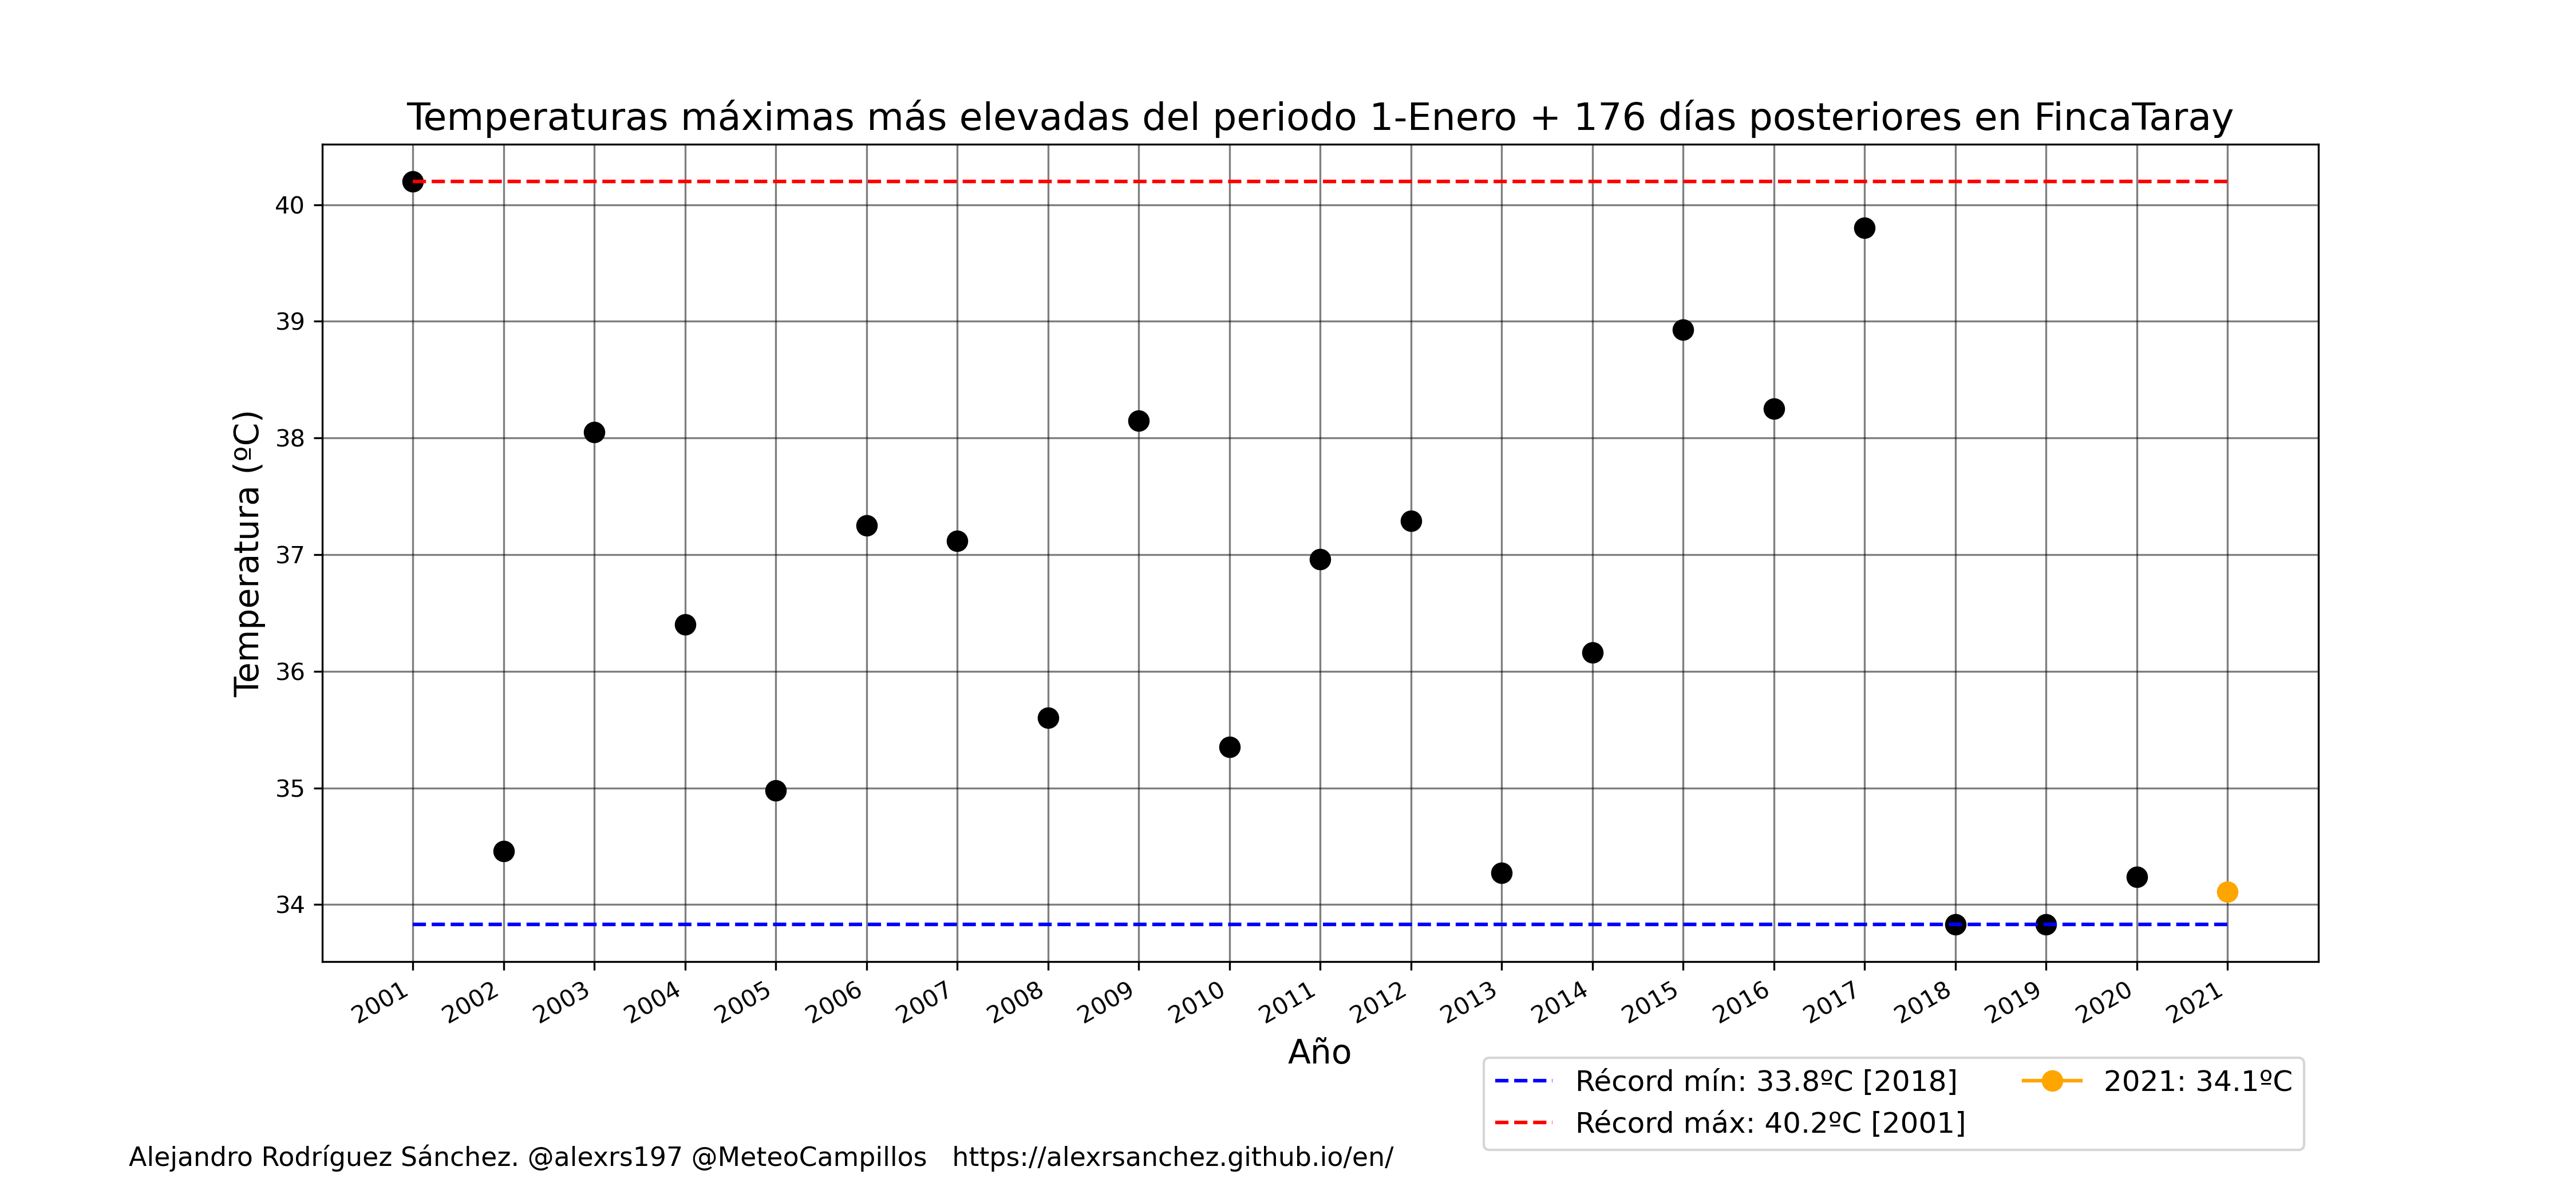 Temperaturas máximas más elevadas del periodo 1-Enero + 176 días posteriores en FincaTaray
Temperatura (ºC)
40
39
38
37
36
35
34
2001 2002 2003 2004 2005 2006 2007 2008 2009 2010 2011 2012 2013 2014 2015 2016 2017 2018 2019 2020 2021
Año
Récord mín: 33.8ºC [2018]
Récord máx: 40.2ºC [2001]
2021: 34.1ºC
Alejandro Rodríguez Sánchez. @alexrs197 @MeteoCampillos https://alexrsanchez.github.io/en/